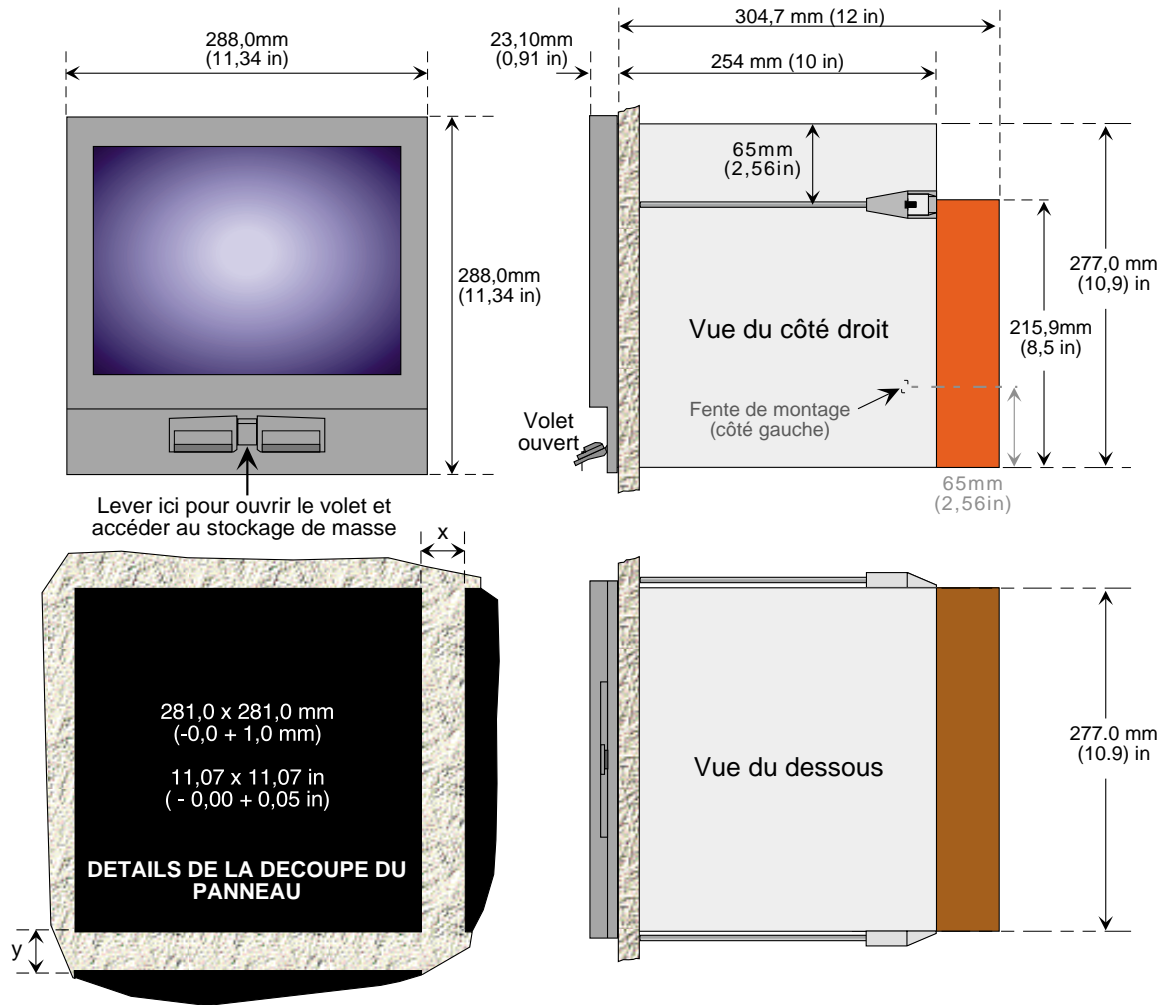 288,0mm
(11,34 in)
23,10mm
(0,91 in)
304,7 mm (12 in)
254 mm (10 in)
65mm
(2,56in)
288,0mm
(11,34 in)
277,0 mm
(10,9) in
215,9mm
(8,5 in)
Vue du côté droit
Fente de montage
(côté gauche)
Volet
ouvert
65mm
(2,56in)
Lever ici pour ouvrir le volet et
accéder au stockage de masse
x
281,0 x 281,0 mm
(-0,0 + 1,0 mm)
11,07 x 11,07 in
( - 0,00 + 0,05 in)
DETAILS DE LA DECOUPE DU
PANNEAU
y
Vue du dessous
277.0 mm
(10.9) in